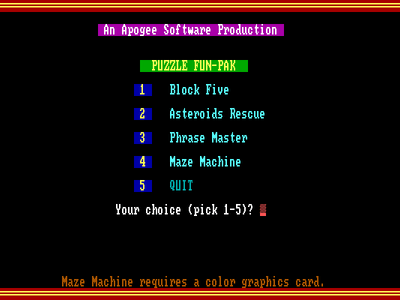 An Apogee Software Production
PUZZLE FUN-PAK
1 Block Five
2 Asteroids Rescue
3 Phrase Master
4 Maze Machine
5 QUIT
Your choice (pick 1-5)?
Maze Machine requires a color graphics card.